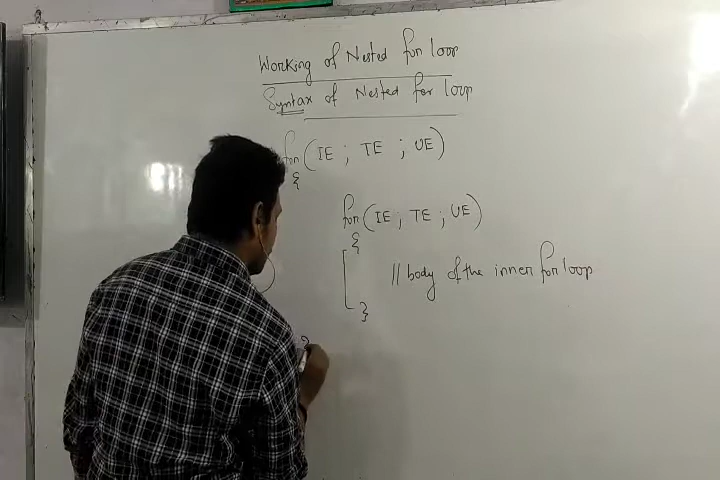 Working of Nested for loop
Syntax of Nested for loop
for (IE ; TE ; UE)
{
for (IE ; TE ; UE)
{
// body of the inner for loop
}